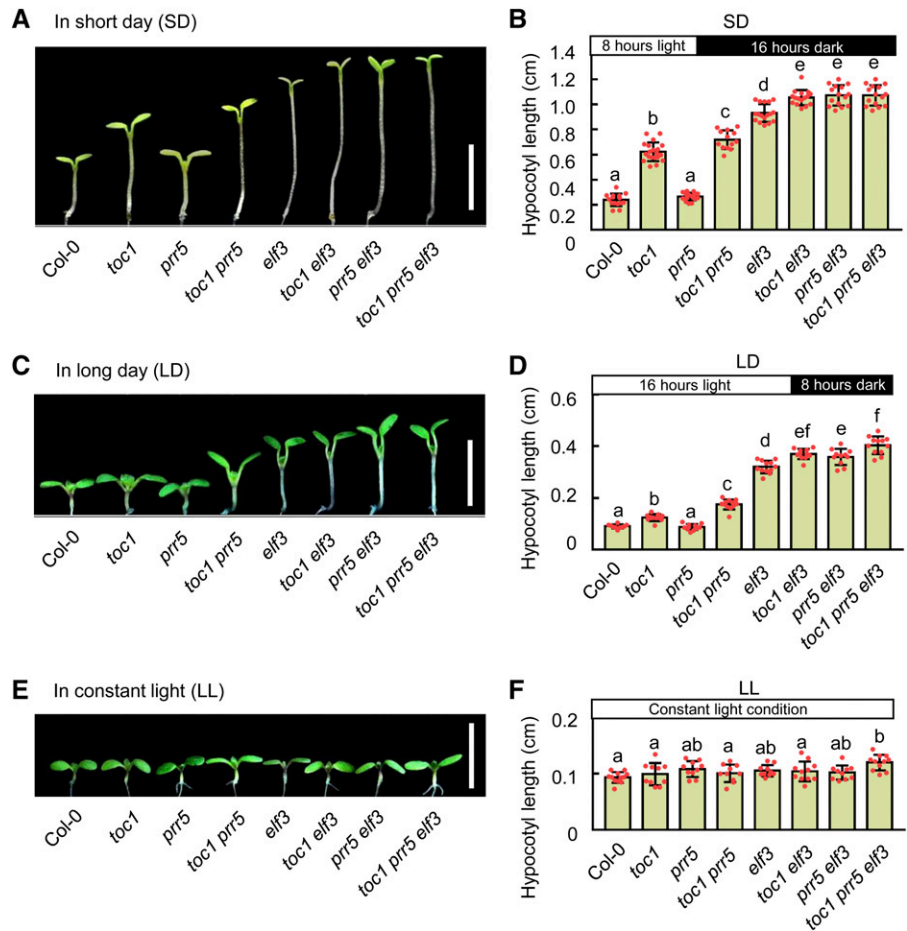 A In short day (SD)
Col-0
toc1
prr5
toc1 prr5
elf3
toc1 elf3
prr5 elf3
toc1 prr5 elf3
B SD
8 hours light 16 hours dark
Hypocotyl length (cm)
1.4
1.2
1.0
0.8
0.6
0.4
0.2
0
a b a c d e e e
Col-0
toc1
prr5
toc1 prr5
elf3
toc1 elf3
prr5 elf3
toc1 prr5 elf3
C In long day (LD)
Col-0
toc1
prr5
toc1 prr5
elf3
toc1 elf3
prr5 elf3
toc1 prr5 elf3
D LD
16 hours light 8 hours dark
Hypocotyl length (cm)
0.6
0.4
0.2
0
a b a c d ef e f
Col-0
toc1
prr5
toc1 prr5
elf3
toc1 elf3
prr5 elf3
toc1 prr5 elf3
E In constant light (LL)
Col-0
toc1
prr5
toc1 prr5
elf3
toc1 elf3
prr5 elf3
toc1 prr5 elf3
F LL
Constant light condition
Hypocotyl length (cm)
0.2
0.1
0
a a ab a ab a ab b
Col-0
toc1
prr5
toc1 prr5
elf3
toc1 elf3
prr5 elf3
toc1 prr5 elf3